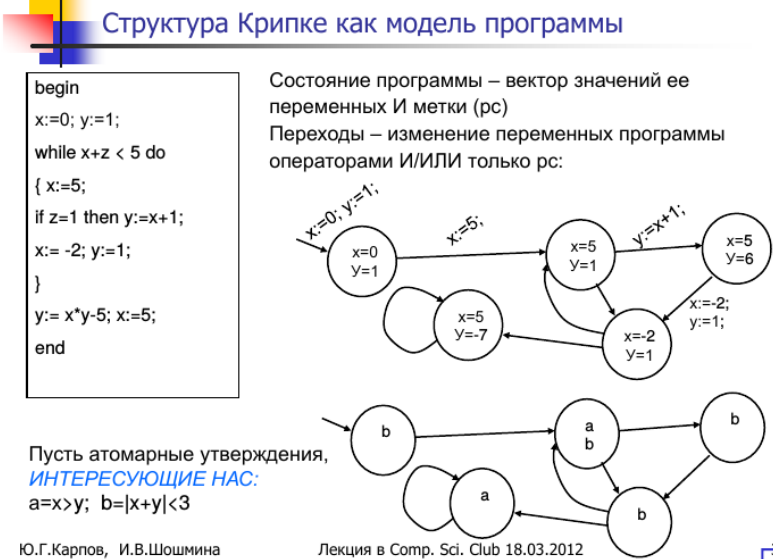 Структура Крипке как модель программы
begin
x:=0; y:=1;
while x+z < 5 do
{ x:=5;
if z=1 then y:=x+1;
x:= -2; y:=1;
}
y:= x*y-5; x:=5;
end
Состояние программы – вектор значений ее
переменных И метки (pc)
Переходы – изменение переменных программы
операторами И/ИЛИ только pc:
x:=0; y:=1;
x:=5;
y:=x+1;
x=0
У=1
x=5
У=1
x=5
У=6
x:=-2;
y:=1;
x=5
У=-7
x=-2
У=1
b
a
b
b
a
b
Пусть атомарные утверждения,
ИНТЕРЕСУЮЩИЕ НАС:
a=x>y; b=|x+y|<3
Ю.Г.Карпов, И.В.Шошмина
Лекция в Comp. Sci. Club 18.03.2012